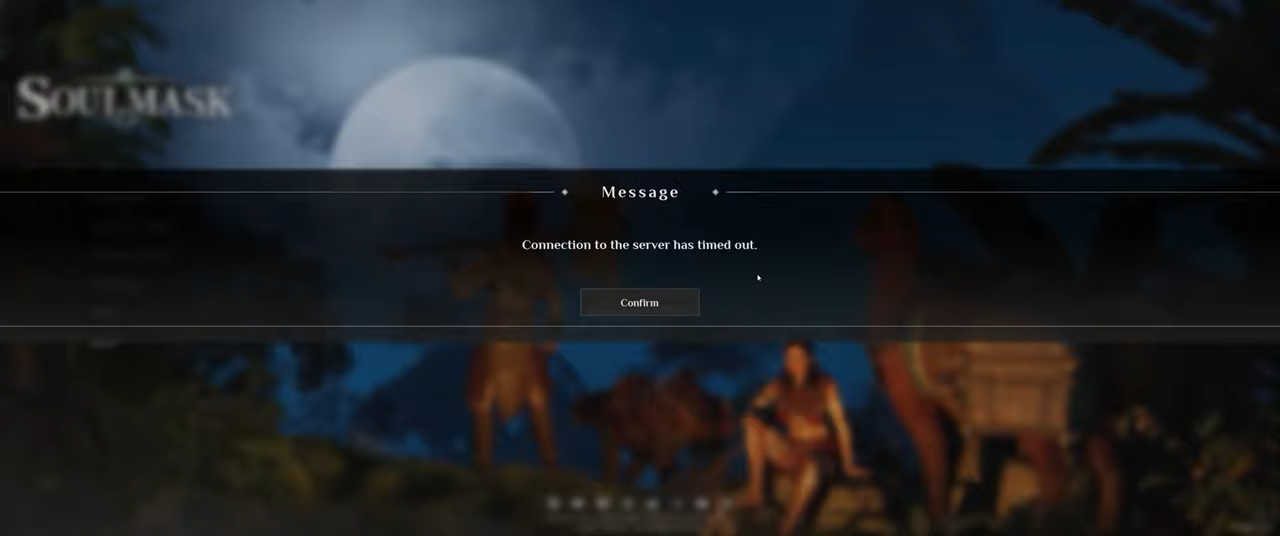 SOULMASK
Message
Connection to the server has timed out.
Confirm